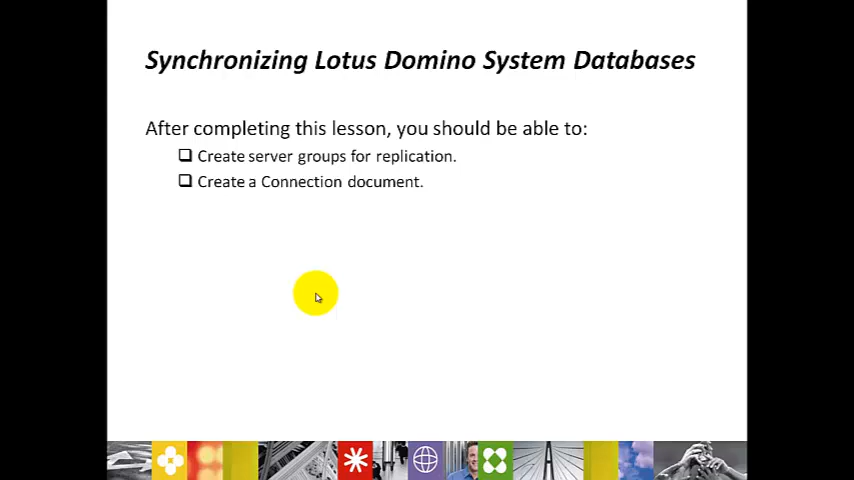 Synchronizing Lotus Domino System Databases
After completing this lesson, you should be able to:
Create server groups for replication.
Create a Connection document.